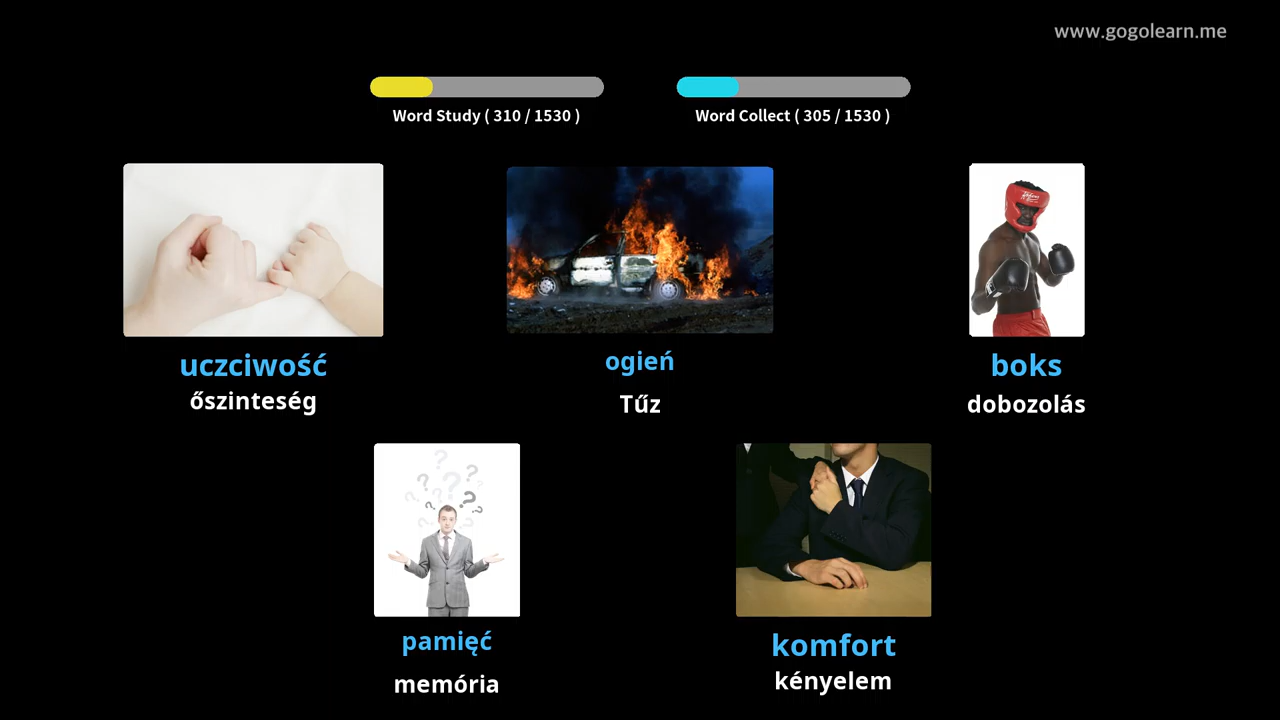 www.gogolearn.me
Word Study ( 310 / 1530 )
Word Collect ( 305 / 1530 )
uczciwość
őszinteség
ogień
Tűz
boks
dobozolás
pamięć
memória
komfort
kényelem